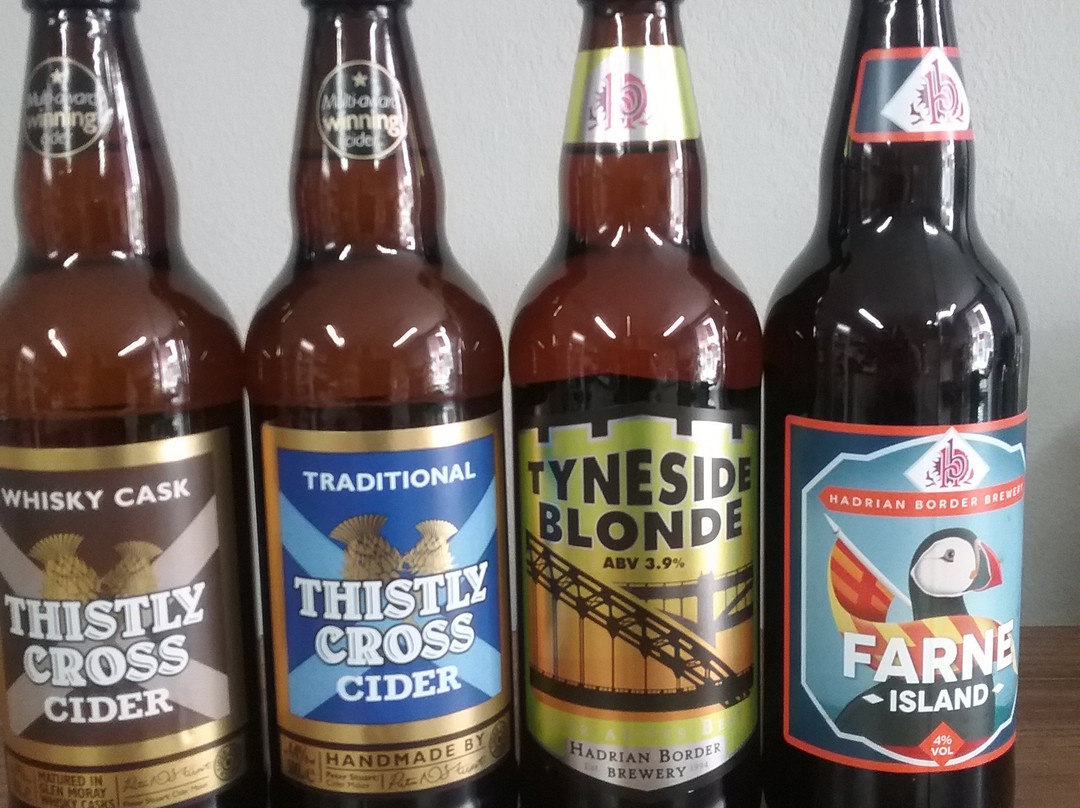 Multi-award
winning
cider
WHISKY CASK
THISTLY
CROSS
CIDER
MATURED IN
GLEN MORAY
WHISKY CASKS
Multi-award
winning
cider
TRADITIONAL
THISTLY
CROSS
CIDER
HANDMADE BY
Peter Stuart:
Cider Maker
b
TYNESIDE
BLONDE
ABV 3.9%
HADRIAN BORDER
BREWERY
b
b
HADRIAN BORDER BREWERY
FARNE
ISLAND
4%
VOL